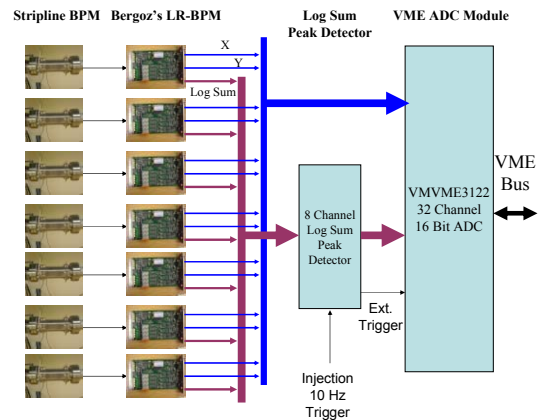 Stripline BPM
Bergoz's LR-BPM
Log Sum
Peak Detector
VME ADC Module
X
Y
Log Sum
8 Channel
Log Sum
Peak
Detector
VMVME3122
32 Channel
16 Bit ADC
VME
Bus
Ext.
Trigger
Injection
10 Hz
Trigger